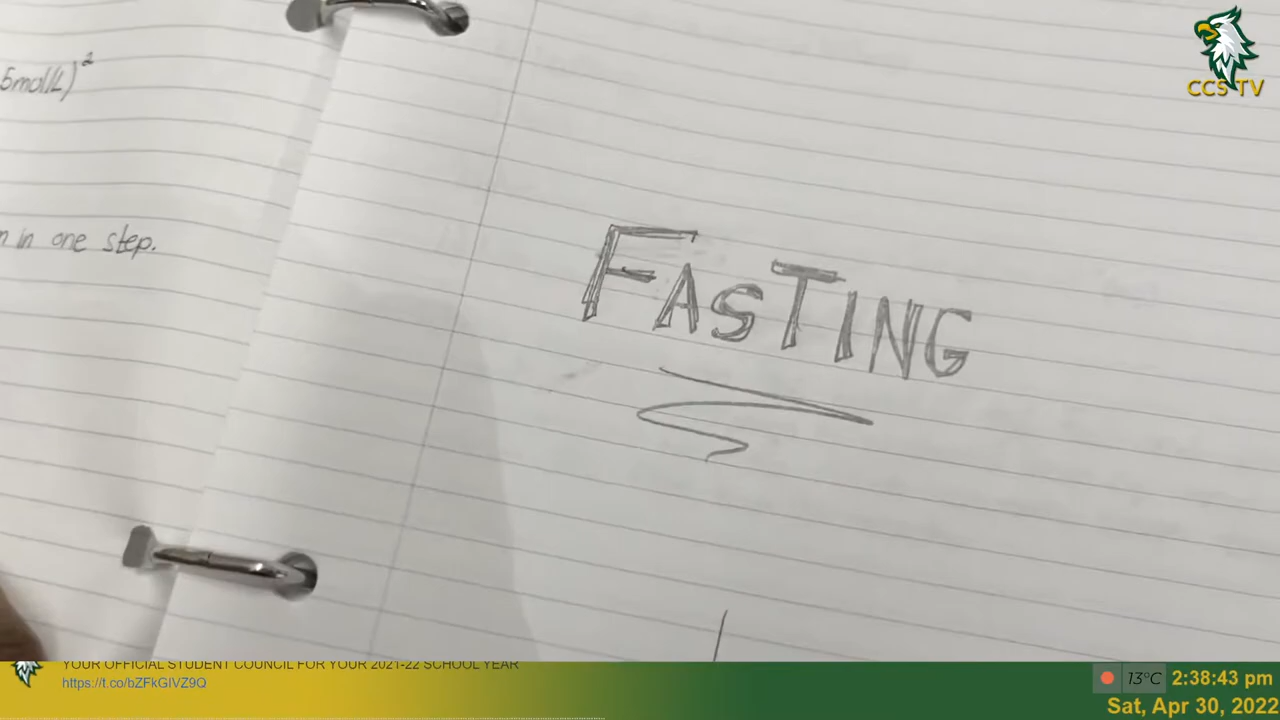 5mol/L)²
CCS TV
n in one step.
FASTING
YOUR OFFICIAL STUDENT COUNCIL FOR YOUR 2021-22 SCHOOL YEAR
https://t.co/bZFkGIVZ9Q
13°C
2:38:43 pm
Sat, Apr 30, 2022